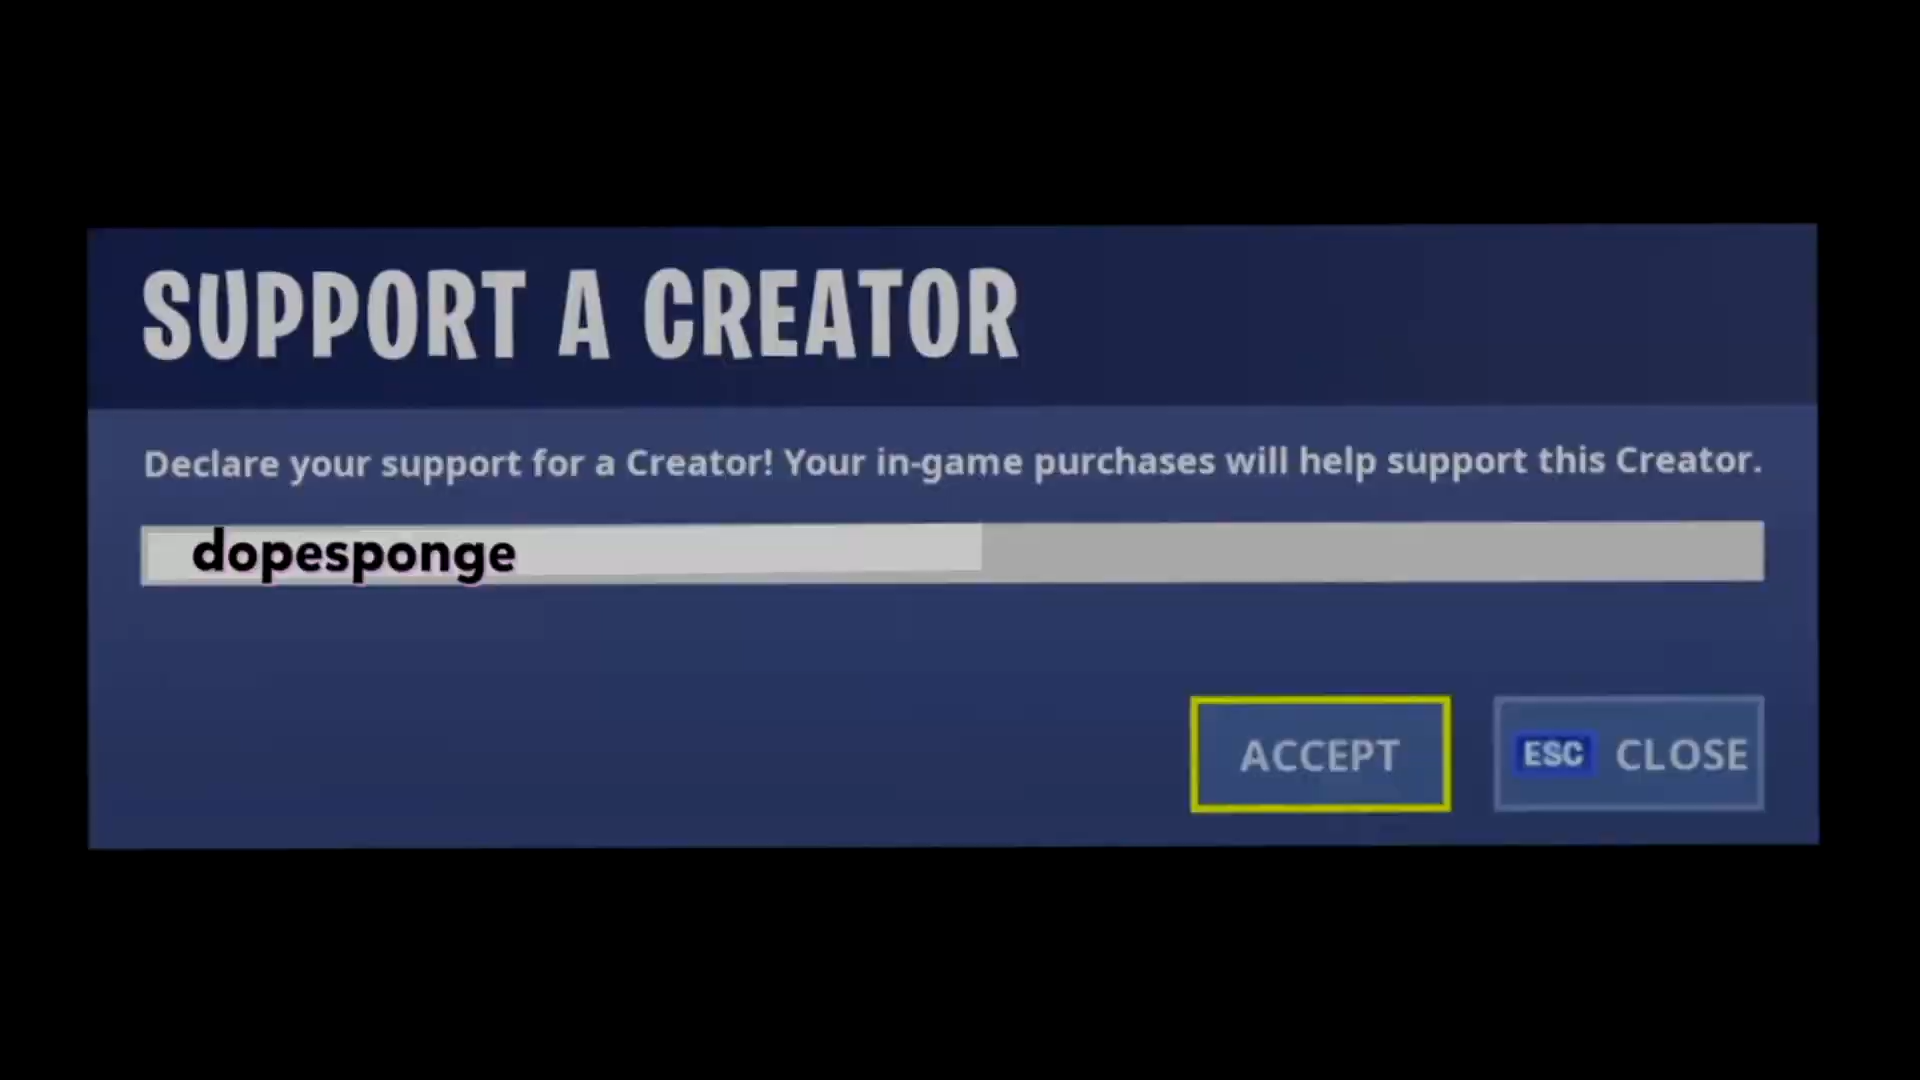 SUPPORT A CREATOR
Declare your support for a Creator! Your in-game purchases will help support this Creator.
dopesponge
ACCEPT
ESC CLOSE